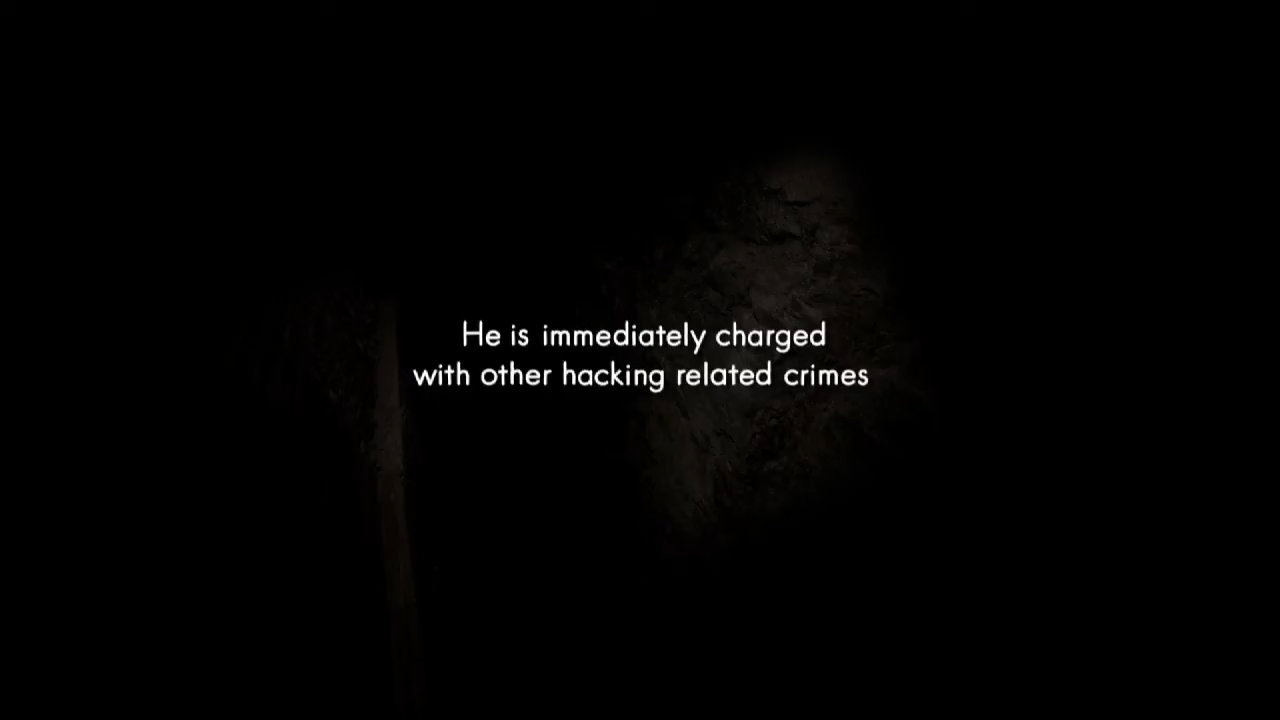 He is immediately charged
with other hacking related crimes